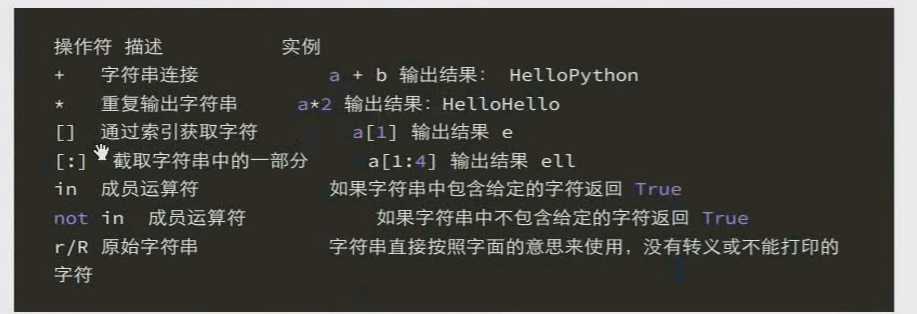 操作符 描述 实例
+ 字符串连接 a + b 输出结果： HelloPython
* 重复输出字符串 a*2 输出结果：HelloHello
[] 通过索引获取字符 a[1] 输出结果 e
[:] 截取字符串中的一部分 a[1:4] 输出结果 ell
in 成员运算符 如果字符串中包含给定的字符返回 True
not in 成员运算符 如果字符串中不包含给定的字符返回 True
r/R 原始字符串 字符串直接按照字面的意思来使用，没有转义或不能打印的
字符